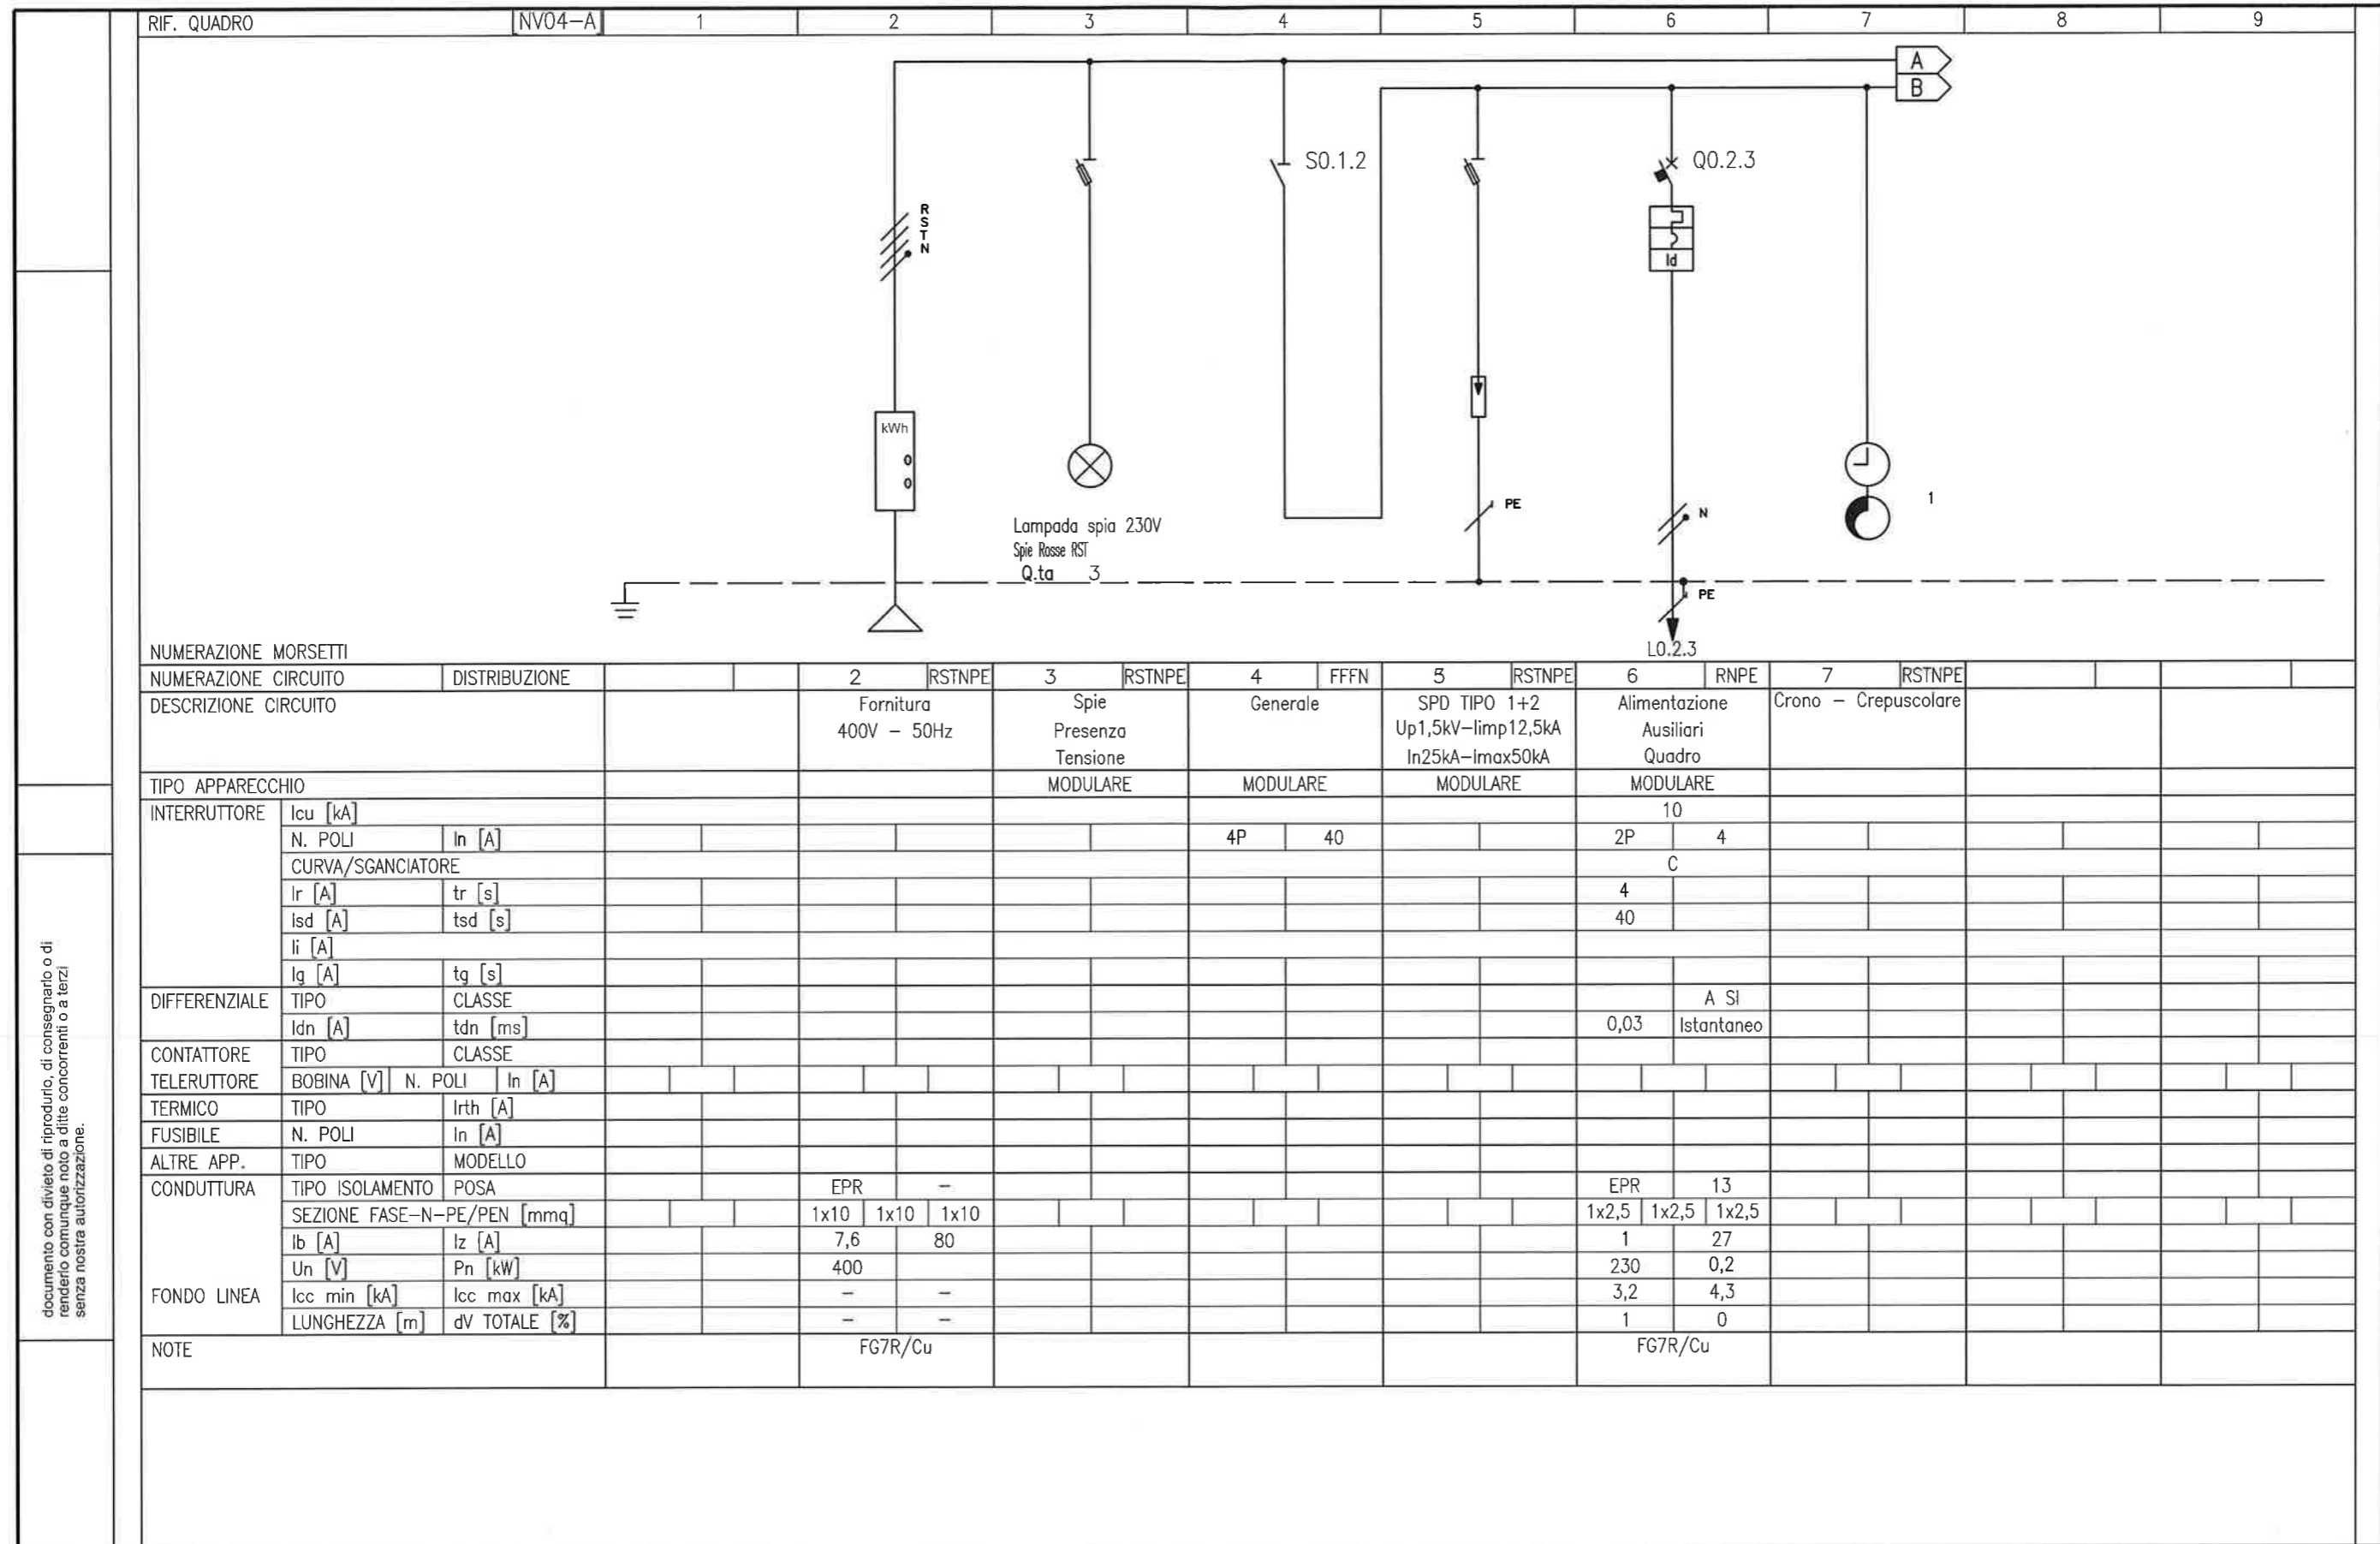 RIF. QUADRO NV04-A 1 2 3 4 5 6 7 8 9
A
B
S0.1.2
Q0.2.3
R
S
T
N
Id
kWh
0
0
PE
N
1
Lampada spia 230V
Spie Rosse RST
Q.ta 3
PE
L0.2.3
NUMERAZIONE MORSETTI
NUMERAZIONE CIRCUITO DISTRIBUZIONE 2 RSTNPE 3 RSTNPE 4 FFFN 5 RSTNPE 6 RNPE 7 RSTNPE
DESCRIZIONE CIRCUITO Fornitura Spie Generale SPD TIPO 1+2 Alimentazione Crono - Crepuscolare
400V - 50Hz Presenza Up1,5kV-Iimp12,5kA Ausiliari
Tensione In25kA-Imax50kA Quadro
TIPO APPARECCHIO MODULARE MODULARE MODULARE MODULARE
INTERRUTTORE Icu [kA] 10
N. POLI In [A] 4P 40 2P 4
CURVA/SGANCIATORE C
Ir [A] tr [s] 4
Isd [A] tsd [s] 40
Ii [A]
Ig [A] tg [s]
DIFFERENZIALE TIPO CLASSE A SI
Idn [A] tdn [ms] 0,03 Istantaneo
CONTATTORE TIPO CLASSE
TELERUTTORE BOBINA [V] N. POLI In [A]
TERMICO TIPO Irth [A]
FUSIBILE N. POLI In [A]
ALTRE APP. TIPO MODELLO
CONDUTTURA TIPO ISOLAMENTO POSA EPR - EPR 13
SEZIONE FASE-N-PE/PEN [mmq] 1x10 1x10 1x10 1x2,5 1x2,5 1x2,5
Ib [A] Iz [A] 7,6 80 1 27
Un [V] Pn [kW] 400 230 0,2
FONDO LINEA Icc min [kA] Icc max [kA] - - 3,2 4,3
LUNGHEZZA [m] dV TOTALE [%] - - 1 0
NOTE FG7R/Cu FG7R/Cu
documento con divieto di riprodurlo, di consegnarlo o di
renderlo comunque noto a ditte concorrenti o a terzi
senza nostra autorizzazione.